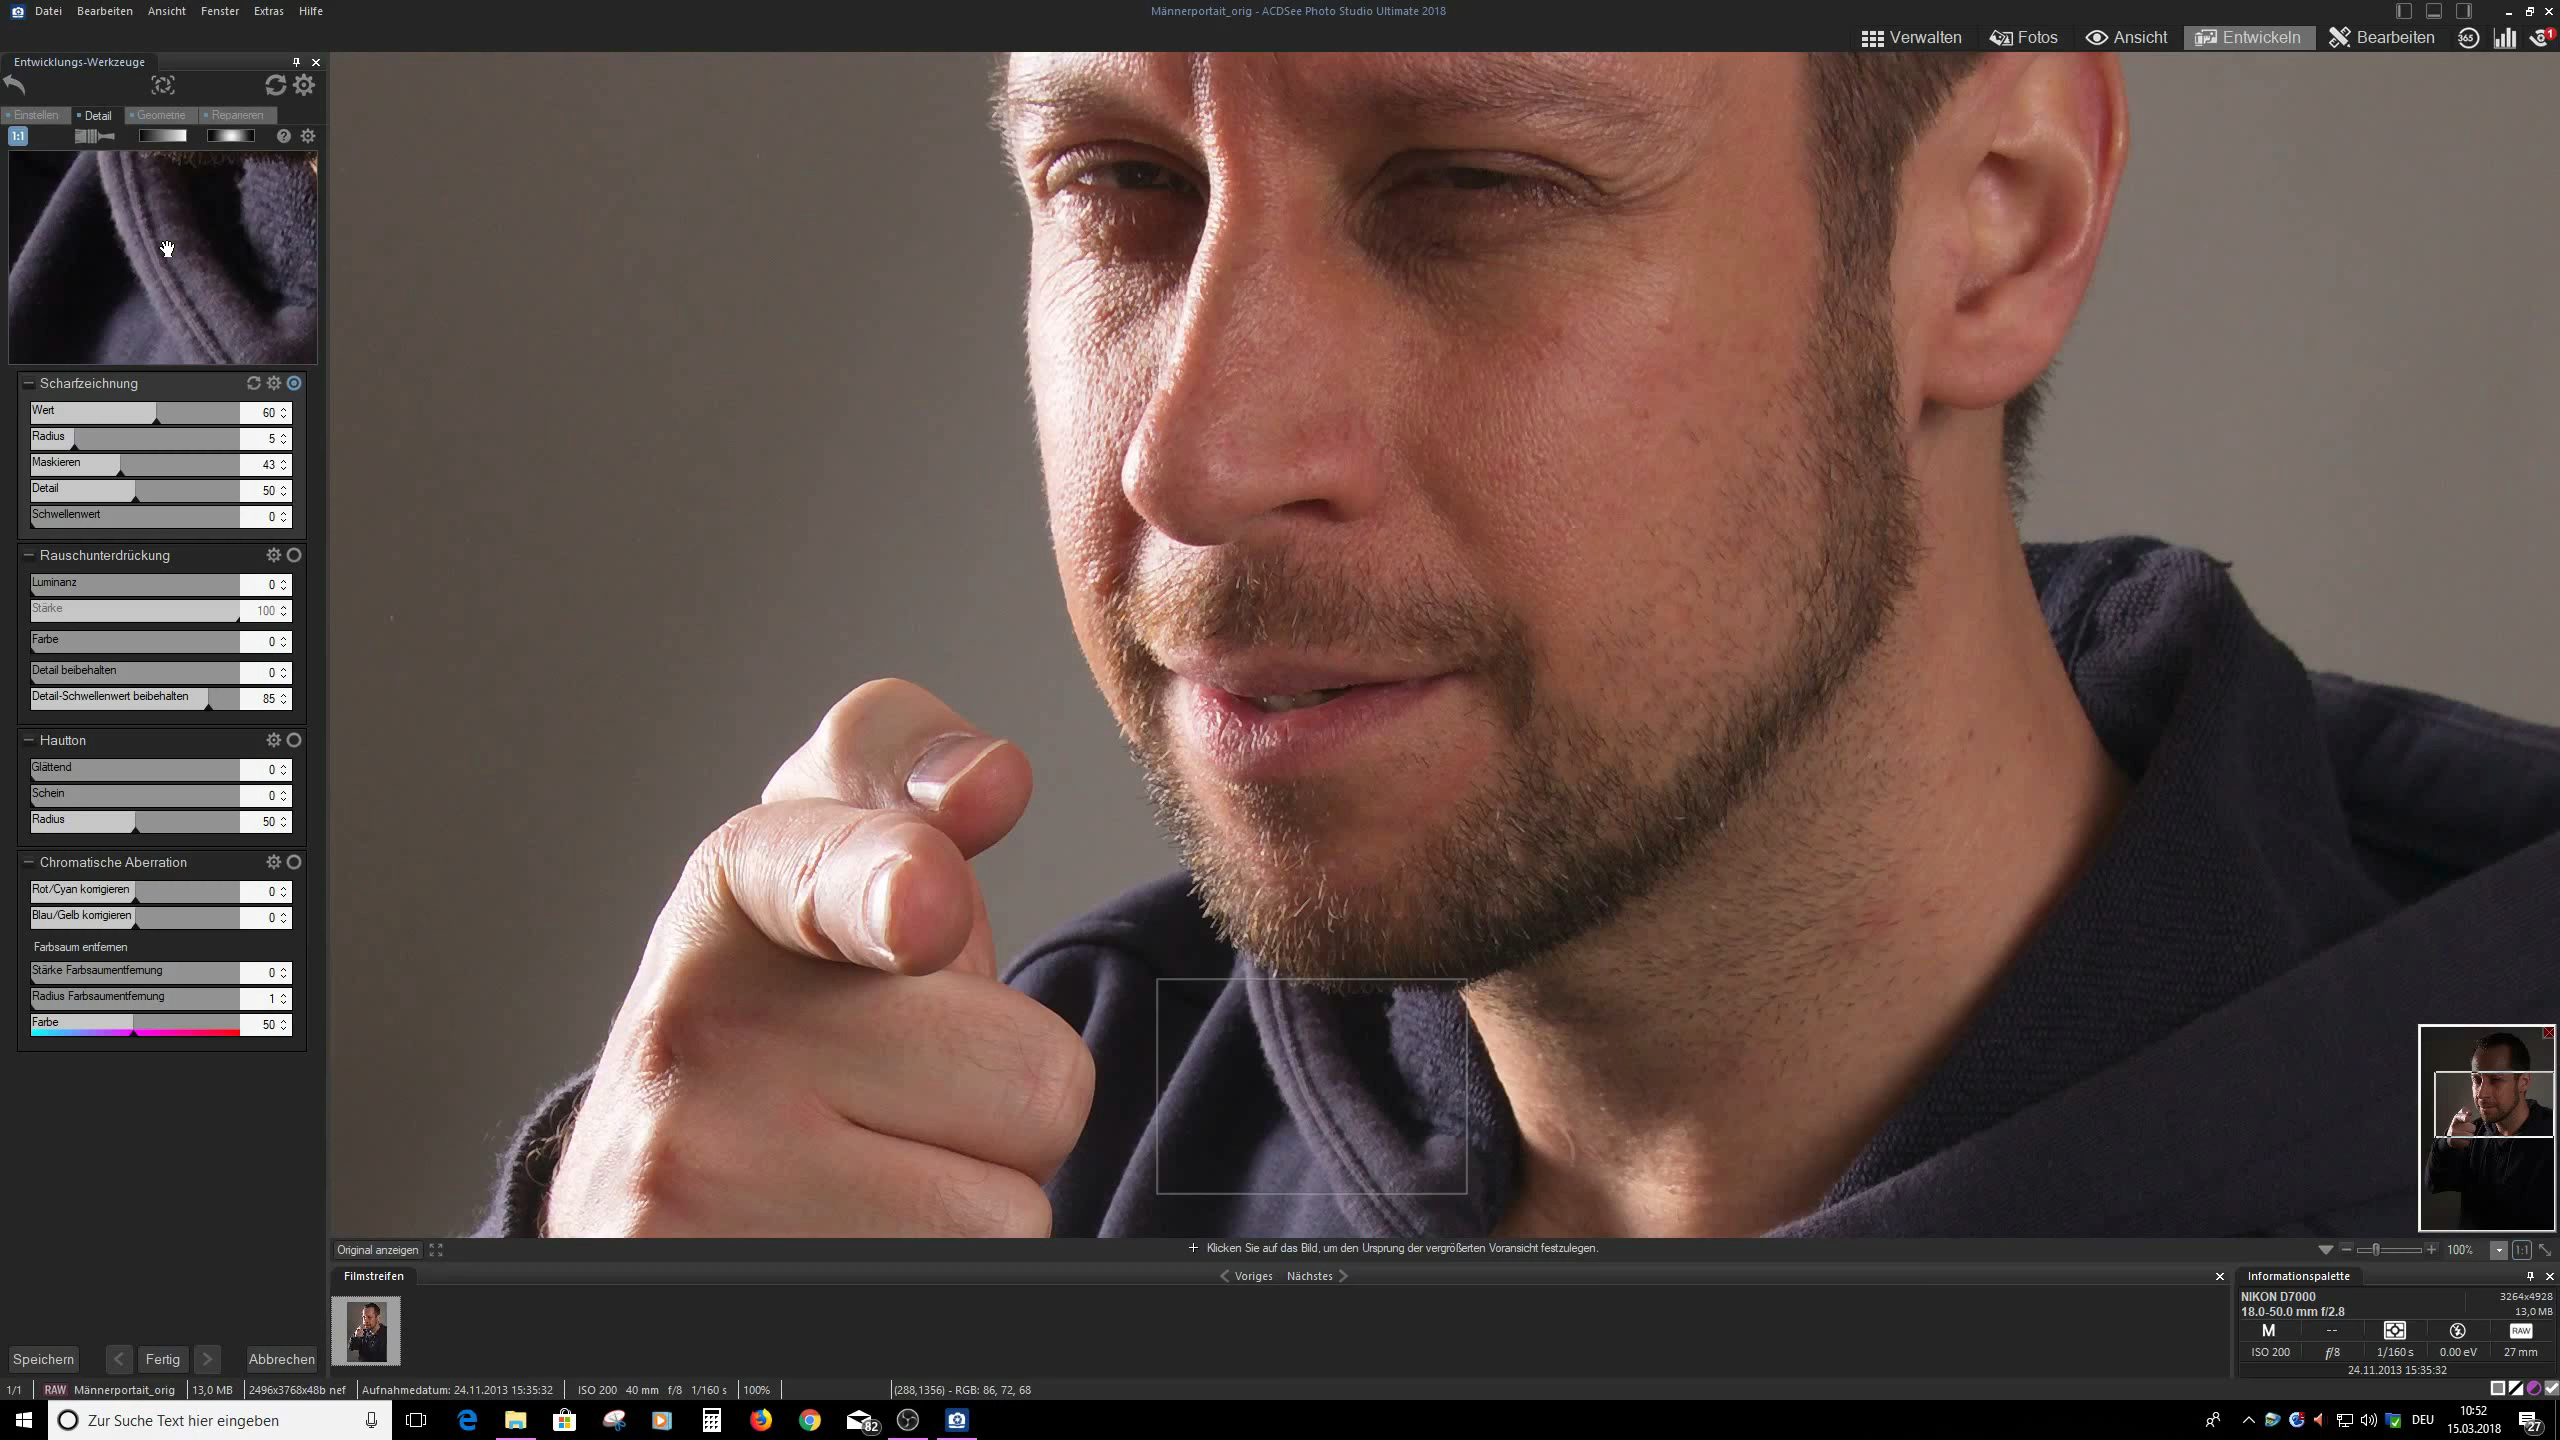 Datei Bearbeiten Ansicht Fenster Extras Hilfe
Männerportait_orig - ACDSee Photo Studio Ultimate 2018
Verwalten Fotos Ansicht Entwickeln Bearbeiten 365 1
Entwicklungs-Werkzeuge
Einstellen Detail Geometrie Reparieren
1:1
Scharfzeichnung
Wert 60
Radius 5
Maskieren 43
Detail 50
Schwellenwert 0
Rauschunterdrückung
Luminanz 0
Stärke 100
Farbe 0
Detail beibehalten 0
Detail-Schwellenwert beibehalten 85
Hautton
Glättend 0
Schein 0
Radius 50
Chromatische Aberration
Rot/Cyan korrigieren 0
Blau/Gelb korrigieren 0
Farbsaum entfernen
Stärke Farbsaumentfernung 0
Radius Farbsaumentfernung 1
Farbe 50
Original anzeigen
Klicken Sie auf das Bild, um den Ursprung der vergrößerten Voransicht festzulegen.
100% 1:1
Filmstreifen
Voriges Nächstes
Informationspalette
NIKON D7000 3264x4928
18.0-50.0 mm f/2.8 13,0 MB
M -- RAW
ISO 200 f/8 1/160 s 0.00 eV 27 mm
24.11.2013 15:35:32
Speichern < Fertig > Abbrechen
1/1 RAW Männerportait_orig 13,0 MB 2496x3768x48b nef Aufnahmedatum: 24.11.2013 15:35:32 ISO 200 40 mm f/8 1/160 s 100% (288,1356) - RGB: 86, 72, 68
Zur Suche Text hier eingeben
82
DEU
10:52
15.03.2018
27